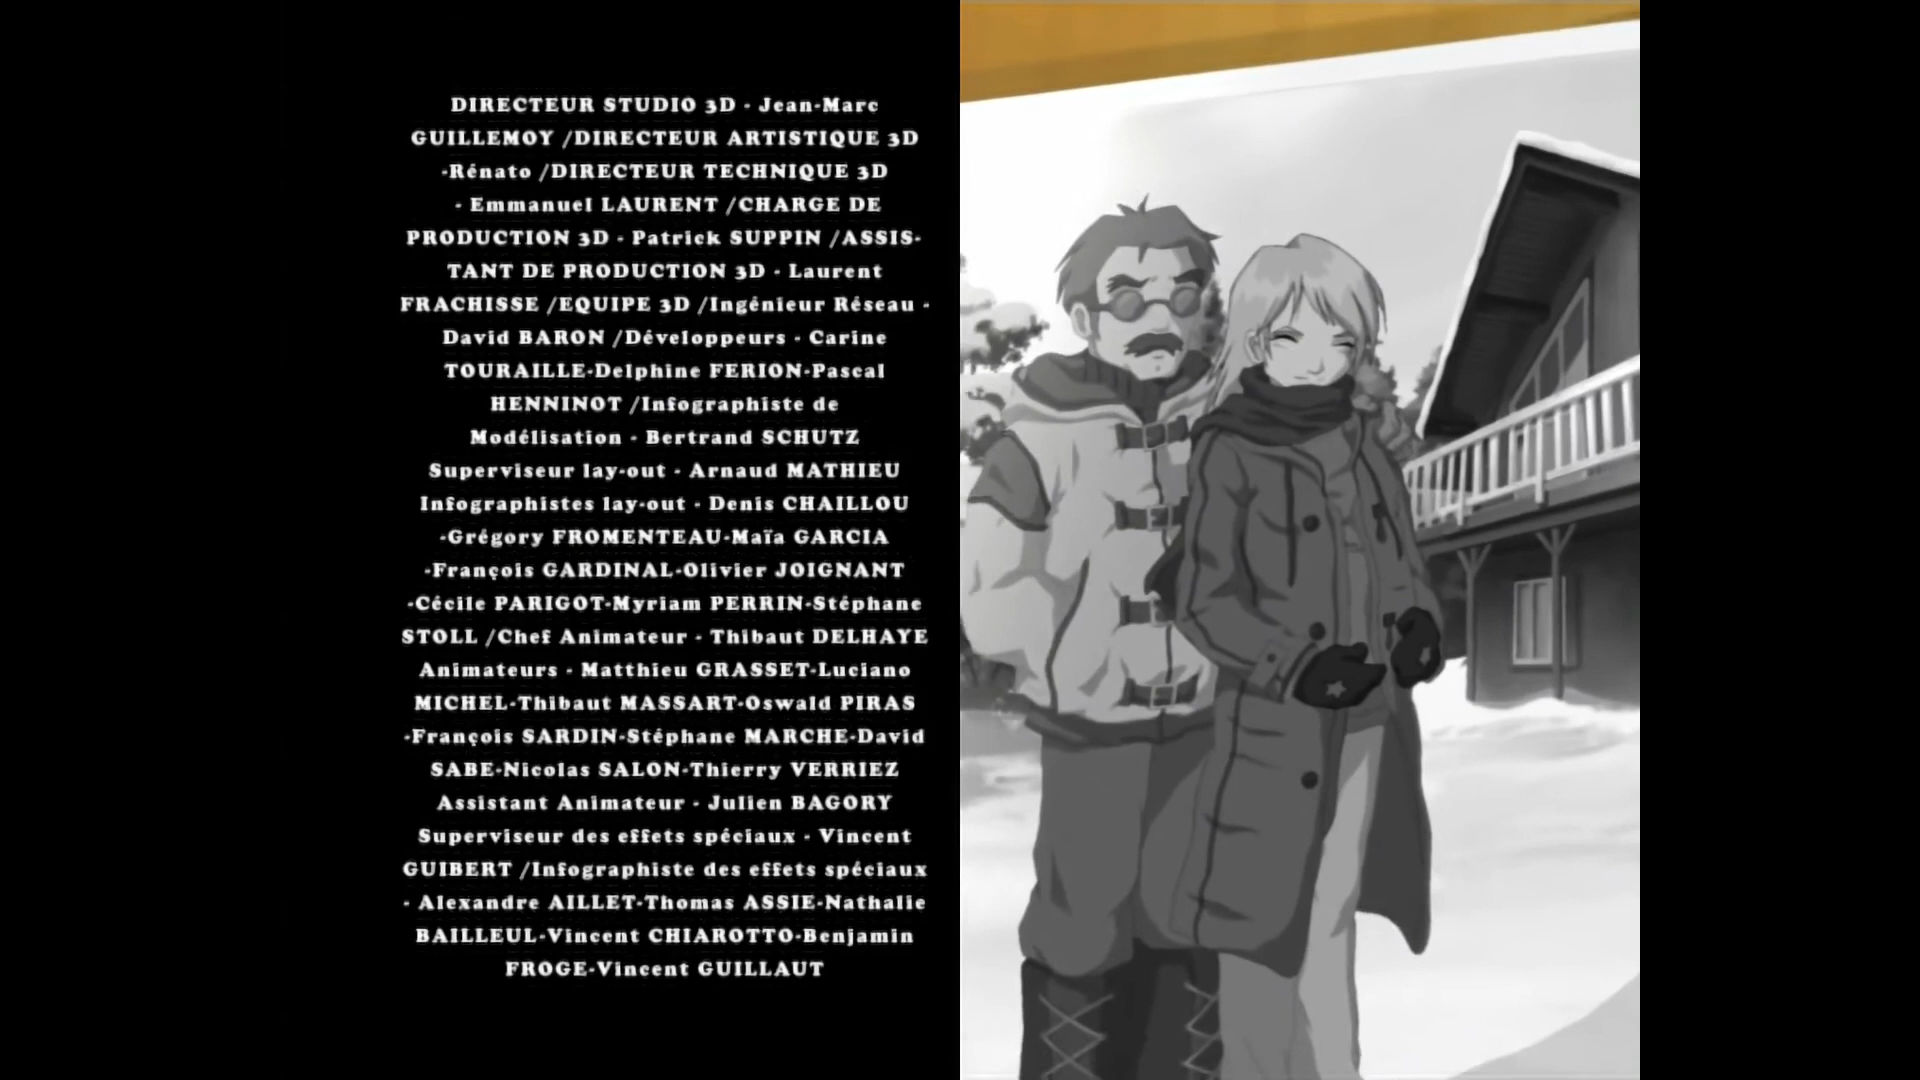 DIRECTEUR STUDIO 3D - Jean-Marc
GUILLEMOY /DIRECTEUR ARTISTIQUE 3D
-Rénato /DIRECTEUR TECHNIQUE 3D
- Emmanuel LAURENT /CHARGE DE
PRODUCTION 3D - Patrick SUPPIN /ASSIS-
TANT DE PRODUCTION 3D - Laurent
FRACHISSE /EQUIPE 3D /Ingénieur Réseau -
David BARON /Développeurs - Carine
TOURAILLE-Delphine FERION-Pascal
HENNINOT /Infographiste de
Modélisation - Bertrand SCHUTZ
Superviseur lay-out - Arnaud MATHIEU
Infographistes lay-out - Denis CHAILLOU
-Grégory FROMENTEAU-Maïa GARCIA
-François GARDINAL-Olivier JOIGNANT
-Cécile PARIGOT-Myriam PERRIN-Stéphane
STOLL /Chef Animateur - Thibaut DELHAYE
Animateurs - Matthieu GRASSET-Luciano
MICHEL-Thibaut MASSART-Oswald PIRAS
-François SARDIN-Stéphane MARCHE-David
SABE-Nicolas SALON-Thierry VERRIEZ
Assistant Animateur - Julien BAGORY
Superviseur des effets spéciaux - Vincent
GUIBERT /Infographiste des effets spéciaux
- Alexandre AILLET-Thomas ASSIE-Nathalie
BAILLEUL-Vincent CHIAROTTO-Benjamin
FROGE-Vincent GUILLAUT